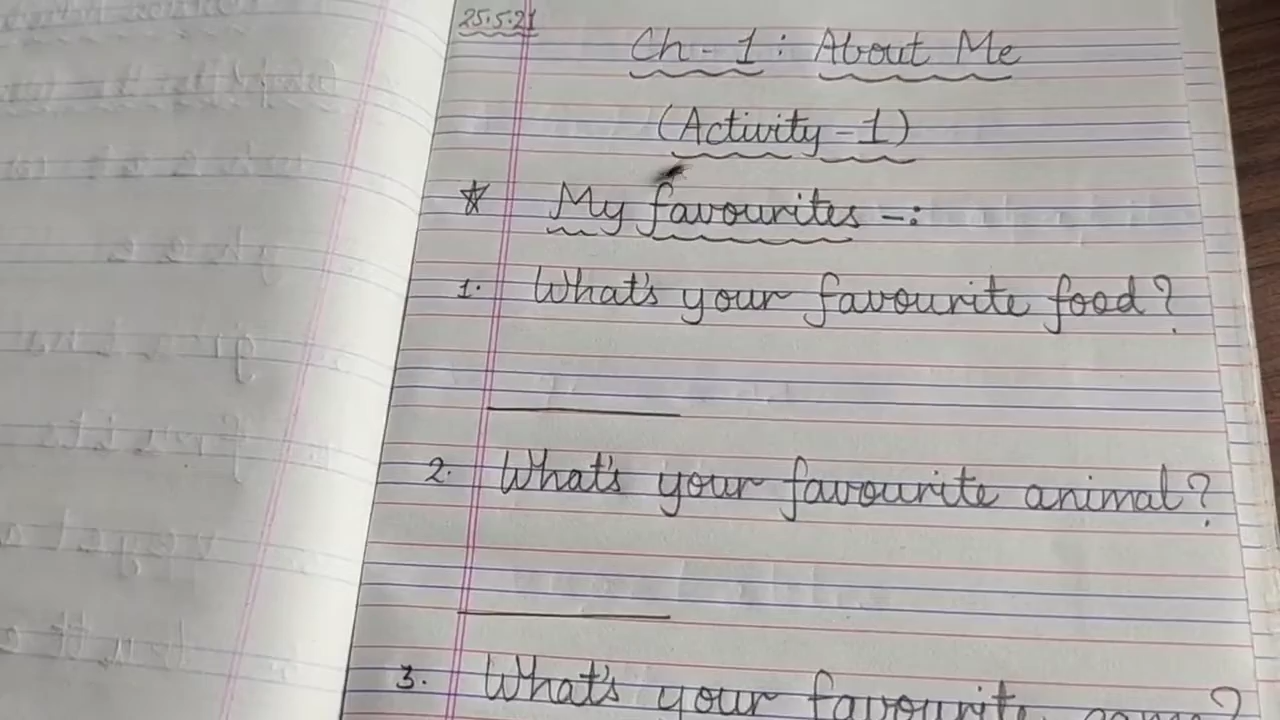 25.5.21
Ch - 1 : About Me
(Activity - 1)
☆ My favourites -:
1. What's your favourite food?
2. What's your favourite animal?
3. What's your favourite ?